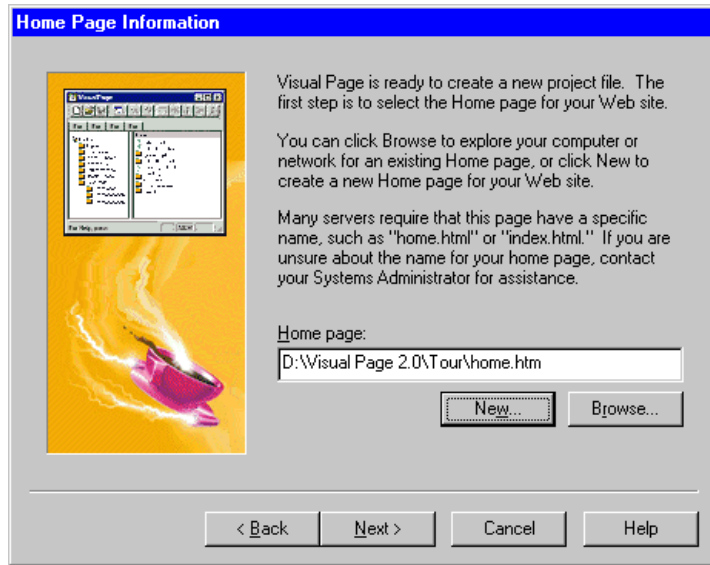 Home Page Information
VisualPage
For Help, press
NUM
Visual Page is ready to create a new project file.  The
first step is to select the Home page for your Web site.
You can click Browse to explore your computer or
network for an existing Home page, or click New to
create a new Home page for your Web site.
Many servers require that this page have a specific
name, such as "home.html" or "index.html."  If you are
unsure about the name for your home page, contact
your Systems Administrator for assistance.
Home page:
D:\Visual Page 2.0\Tour\home.htm
New... Browse...
< Back Next > Cancel Help